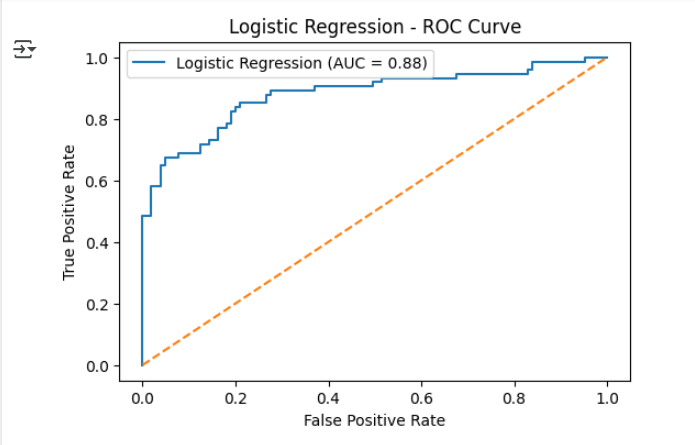 Logistic Regression - ROC Curve
Logistic Regression (AUC = 0.88)
True Positive Rate
1.0
0.8
0.6
0.4
0.2
0.0
0.0 0.2 0.4 0.6 0.8 1.0
False Positive Rate